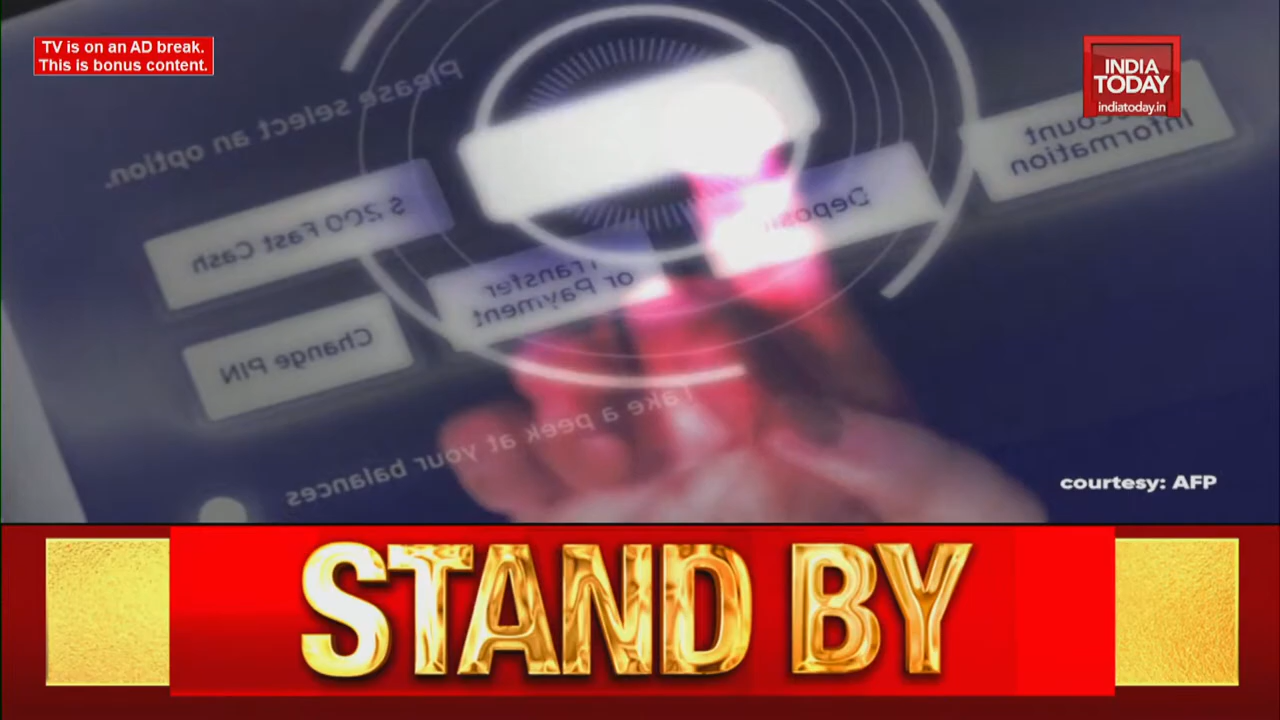 TV is on an AD break.
This is bonus content.
INDIA
TODAY
indiatoday.in
Please select an option.
$ 200 Fast Cash
Transfer
or Payment
Deposit
Account
Information
Change PIN
Take a peek at your balances
courtesy: AFP
STAND BY